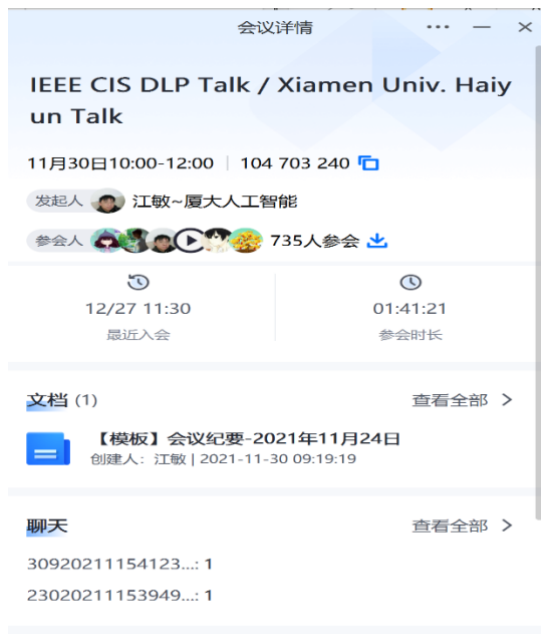 会议详情
IEEE CIS DLP Talk / Xiamen Univ. Haiy
un Talk
11月30日10:00-12:00 | 104 703 240
发起人 江敏~厦大人工智能
参会人 735人参会
12/27 11:30
最近入会
01:41:21
参会时长
文档 (1) 查看全部 >
【模板】会议纪要-2021年11月24日
创建人: 江敏 | 2021-11-30 09:19:19
聊天 查看全部 >
30920211154123...: 1
23020211153949...: 1